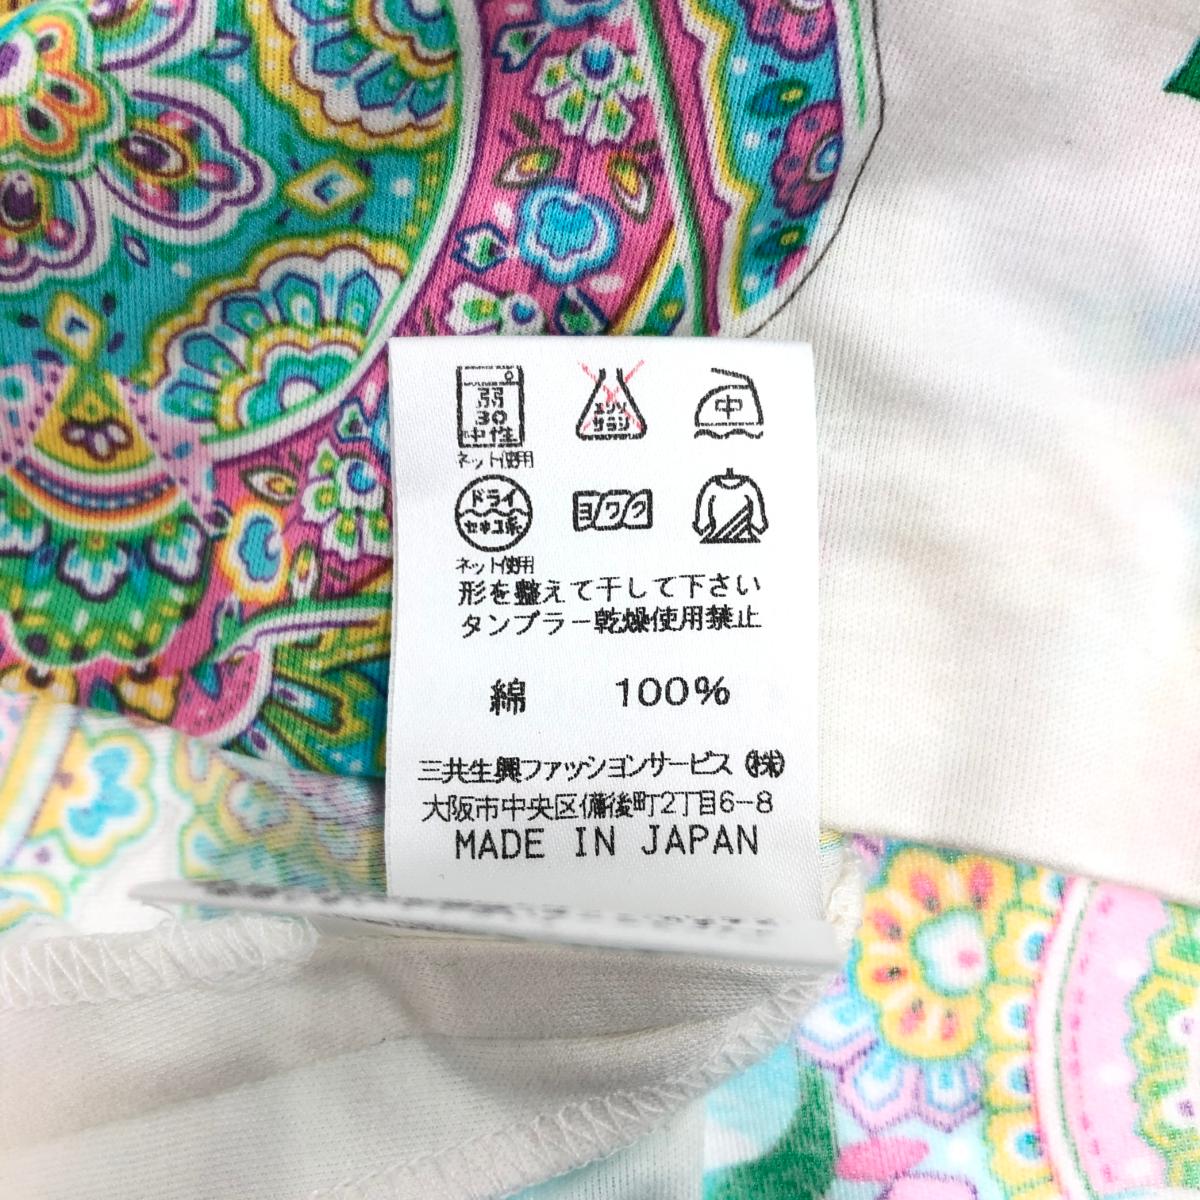 弱
30
中性
エンソ
サラシ
中
ネット使用
ドライ
セキユ系
ヨワク
ネット使用
形を整えて干して下さい
タンブラー乾燥使用禁止
綿 100%
三共生興ファッションサービス㈱
大阪市中央区備後町2丁目6-8
MADE IN JAPAN